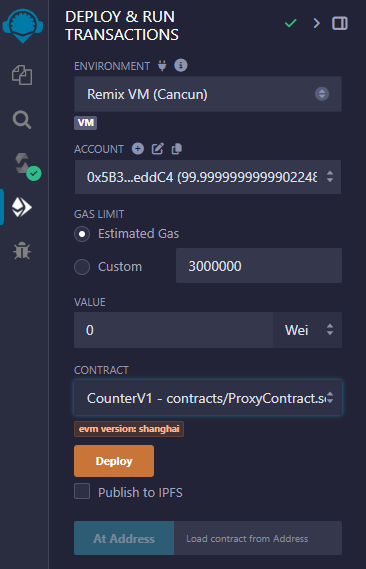 DEPLOY & RUN
TRANSACTIONS
ENVIRONMENT
Remix VM (Cancun)
VM
ACCOUNT
0x5B3...eddC4 (99.9999999999902248
GAS LIMIT
Estimated Gas
Custom
3000000
VALUE
0
Wei
CONTRACT
CounterV1 - contracts/ProxyContract.so
evm version: shanghai
Deploy
Publish to IPFS
At Address
Load contract from Address